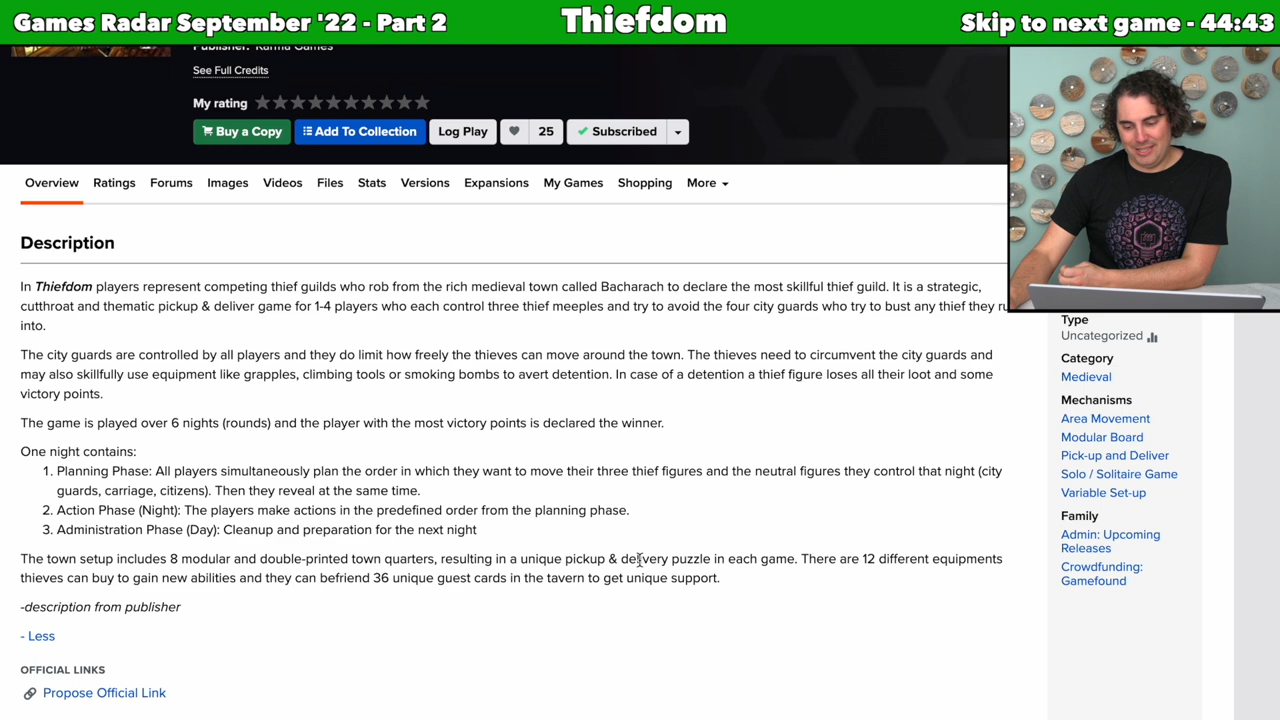 Games Radar September '22 - Part 2
Thiefdom
Skip to next game - 44:43
Publisher: Karma Games
See Full Credits
My rating
Buy a Copy
Add To Collection
Log Play
25
Subscribed
Overview
Ratings
Forums
Images
Videos
Files
Stats
Versions
Expansions
My Games
Shopping
More
Description
In Thiefdom players represent competing thief guilds who rob from the rich medieval town called Bacharach to declare the most skillful thief guild. It is a strategic,
cutthroat and thematic pickup & deliver game for 1-4 players who each control three thief meeples and try to avoid the four city guards who try to bust any thief they ru
into.
The city guards are controlled by all players and they do limit how freely the thieves can move around the town. The thieves need to circumvent the city guards and
may also skillfully use equipment like grapples, climbing tools or smoking bombs to avert detention. In case of a detention a thief figure loses all their loot and some
victory points.
The game is played over 6 nights (rounds) and the player with the most victory points is declared the winner.
One night contains:
1. Planning Phase: All players simultaneously plan the order in which they want to move their three thief figures and the neutral figures they control that night (city
guards, carriage, citizens). Then they reveal at the same time.
2. Action Phase (Night): The players make actions in the predefined order from the planning phase.
3. Administration Phase (Day): Cleanup and preparation for the next night
The town setup includes 8 modular and double-printed town quarters, resulting in a unique pickup & delivery puzzle in each game. There are 12 different equipments
thieves can buy to gain new abilities and they can befriend 36 unique guest cards in the tavern to get unique support.
-description from publisher
- Less
OFFICIAL LINKS
Propose Official Link
Type
Uncategorized
Category
Medieval
Mechanisms
Area Movement
Modular Board
Pick-up and Deliver
Solo / Solitaire Game
Variable Set-up
Family
Admin: Upcoming
Releases
Crowdfunding:
Gamefound